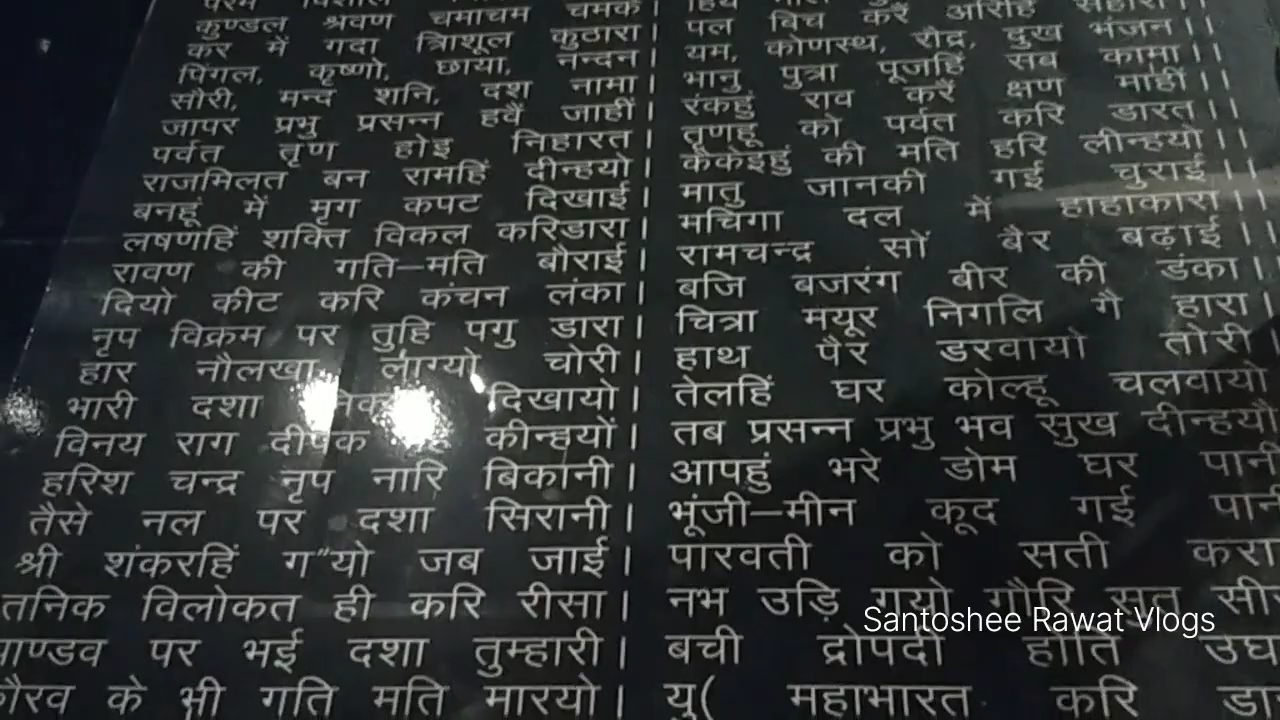 परम विशाल
कुण्डल श्रवण चमाचम चमके। हिये माल
कर में गदा त्रिाशूल कुठारा। पल बिच करैं अरिहिं संहारा।।
पिंगल, कृष्णो, छाया, नन्दन। यम, कोणस्थ, रौद्र, दुख भंजन।।
सौरी, मन्द शनि, दश नामा। भानु पुत्रा पूजहिं सब कामा।।
जापर प्रभु प्रसन्न हवैं जाहीं। रंकहुं राव करैं क्षण माहीं।।
पर्वत तृण होइ निहारत। तृणहू को पर्वत करि डारत।।
राजमिलत बन रामहिं दीन्हयो। कैकेइहुं की मति हरि लीन्हयो।।
बनहूं में मृग कपट दिखाई। मातु जानकी गई चुराई।।
लषणहिं शक्ति विकल करिडारा। मचिगा दल में हाहाकारा।।
रावण की गति–मति बौराई। रामचन्द्र सों बैर बढ़ाई।।
दियो कीट करि कंचन लंका। बजि बजरंग बीर की डंका।।
नृप विक्रम पर तुहि पगु डारा। चित्रा मयूर निगलि गै हारा।
हार नौलखा लाग्यो चोरी। हाथ पैर डरवायो तोरी।
भारी दशा दिखायो। तेलहिं घर कोल्हू चलवायो
विनय राग दीपक कीन्हयों। तब प्रसन्न प्रभु भव सुख दीन्हयौ
हरिश चन्द्र नृप नारि बिकानी। आपहुं भरे डोम घर पानी
तैसे नल पर दशा सिरानी। भूंजी–मीन कूद गई पानी
श्री शंकरहिं ग"यो जब जाई। पारवती को सती करा
तनिक विलोकत ही करि रीसा। नभ उड़ि गयो गौरि सुत सी
पाण्डव पर भई दशा तुम्हारी। बची द्रोपदी होति उघ
कौरव के भी गति मति मारयो। यु( महाभारत करि डा
Santoshee Rawat Vlogs